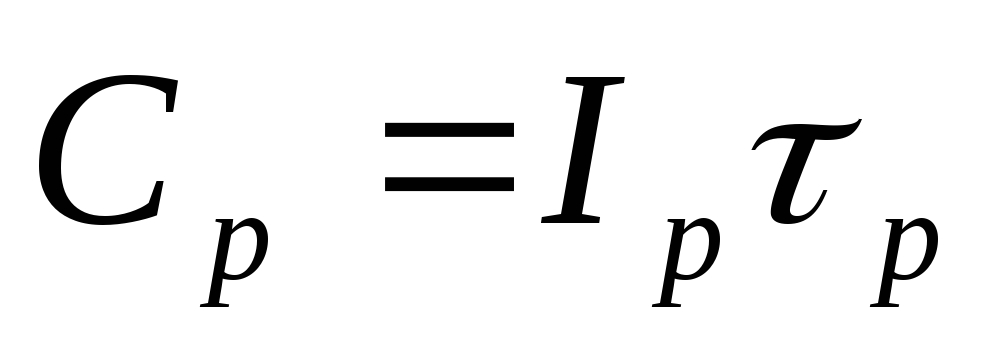 C_p = I_p τ_p